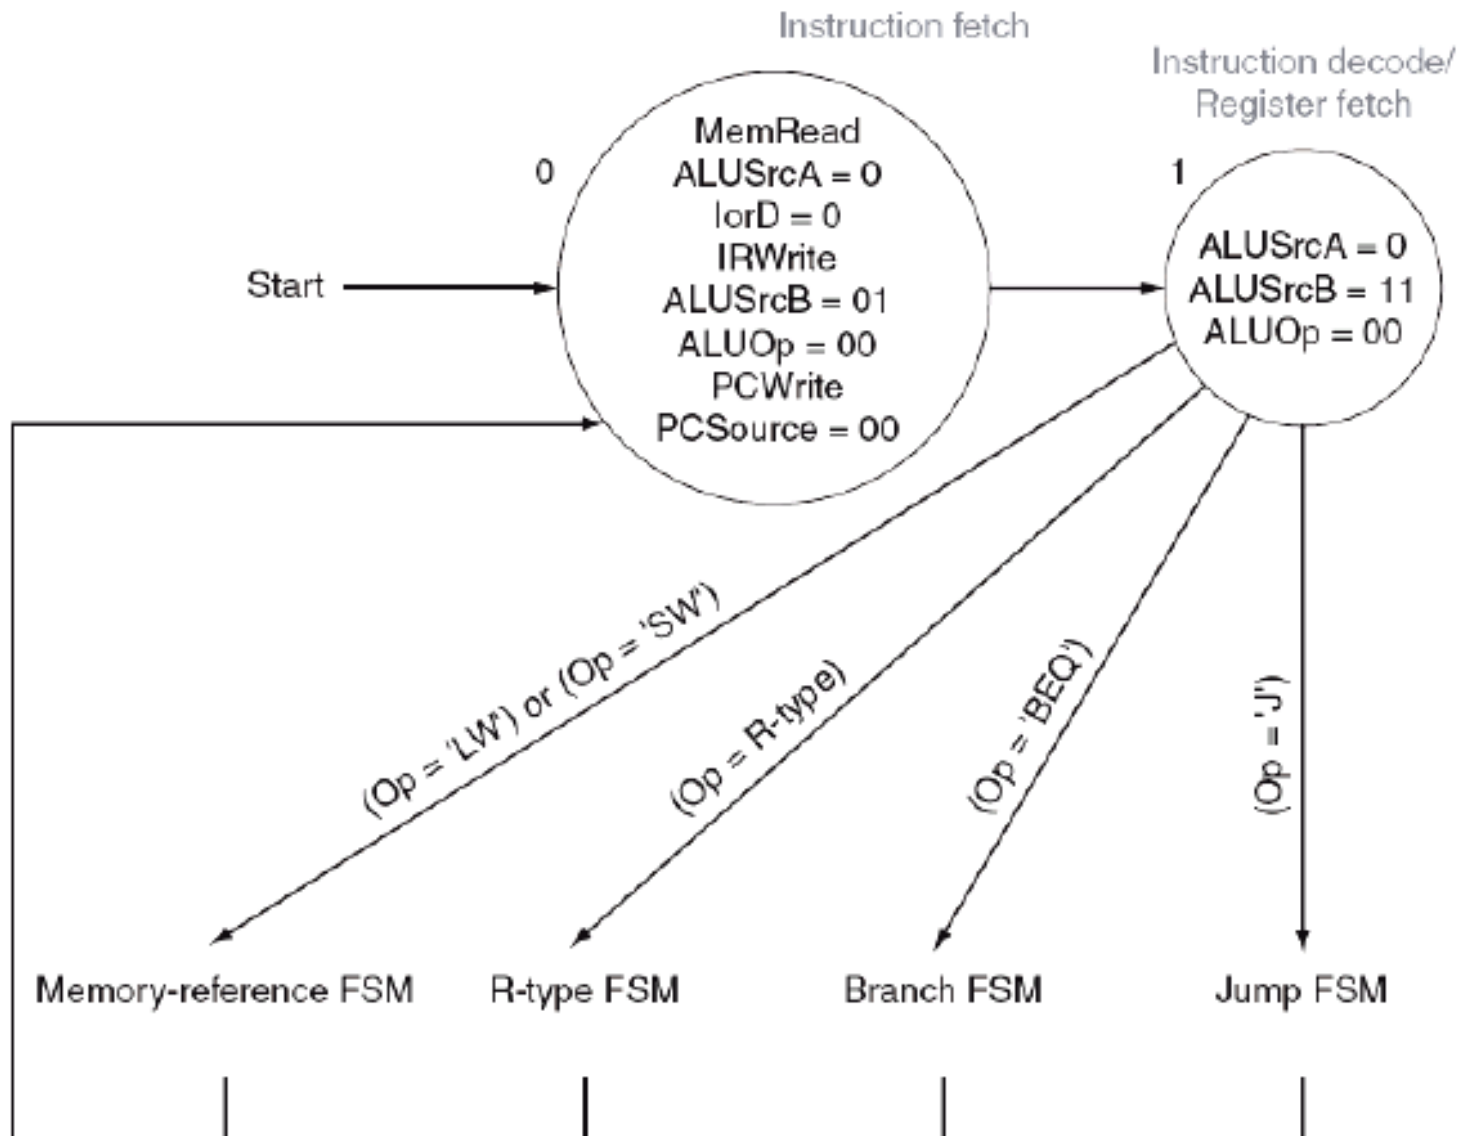 Instruction fetch
Instruction decode/
Register fetch
0
MemRead
ALUSrcA = 0
IorD = 0
IRWrite
ALUSrcB = 01
ALUOp = 00
PCWrite
PCSource = 00
1
ALUSrcA = 0
ALUSrcB = 11
ALUOp = 00
Start
(Op = 'LW') or (Op = 'SW')
(Op = R-type)
(Op = 'BEQ')
(Op = 'J')
Memory-reference FSM
R-type FSM
Branch FSM
Jump FSM